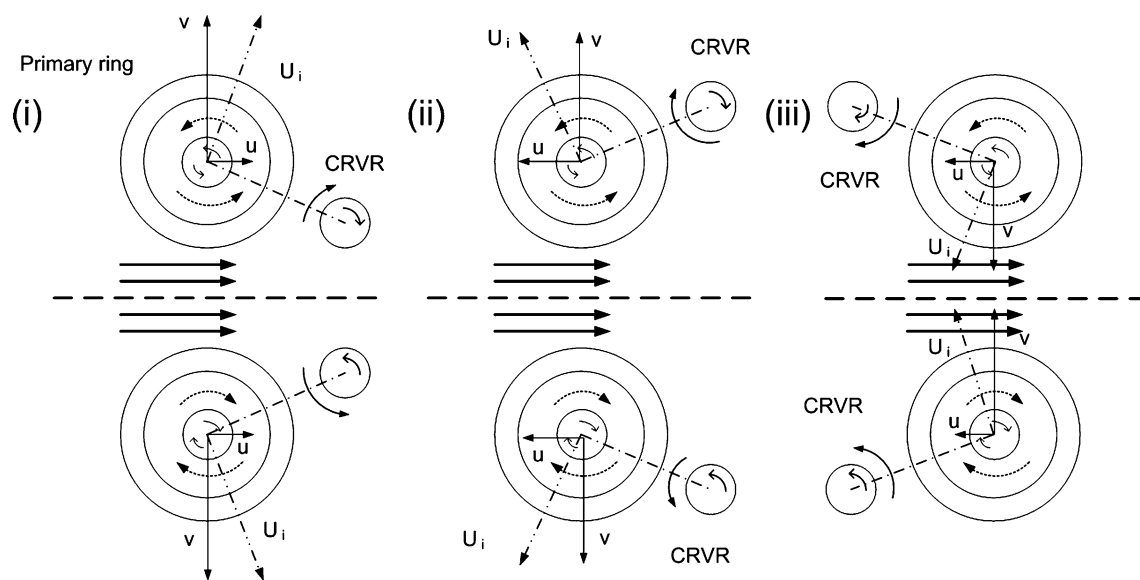 v
U i
Primary ring
(i)
u
CRVR
u
v
U i
U i
v
CRVR
(ii)
u
u
U i
CRVR
v
(iii)
CRVR
u
v
U i
U i
v
CRVR
u